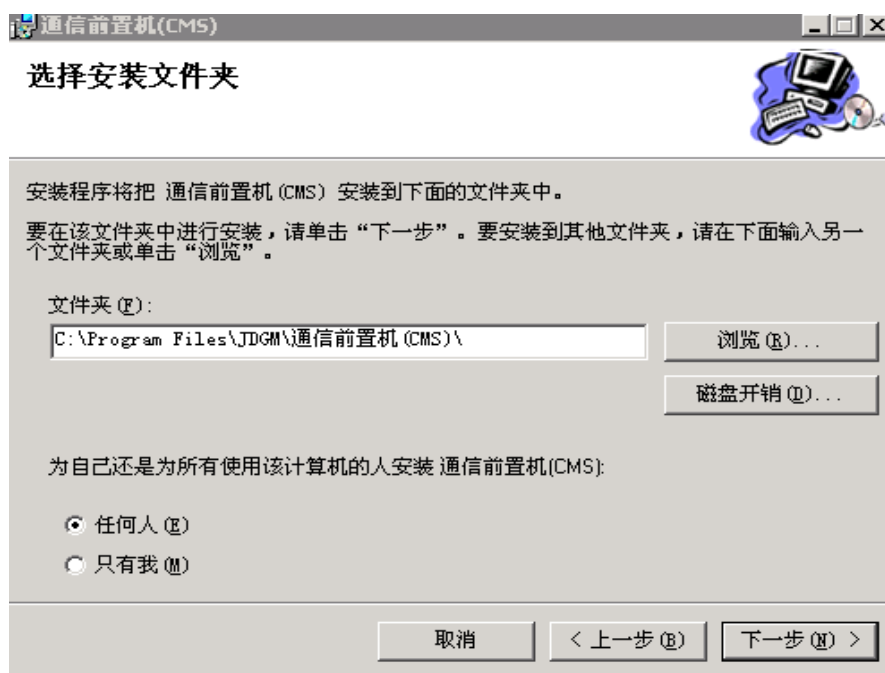 通信前置机(CMS)
选择安装文件夹
安装程序将把 通信前置机(CMS) 安装到下面的文件夹中。
要在该文件夹中进行安装，请单击“下一步”。要安装到其他文件夹，请在下面输入另一
个文件夹或单击“浏览”。
文件夹(F):
C:\Program Files\JDGM\通信前置机(CMS)\
浏览(R)...
磁盘开销(D)...
为自己还是为所有使用该计算机的人安装 通信前置机(CMS):
任何人(E)
只有我(M)
取消
< 上一步(B)
下一步(N) >